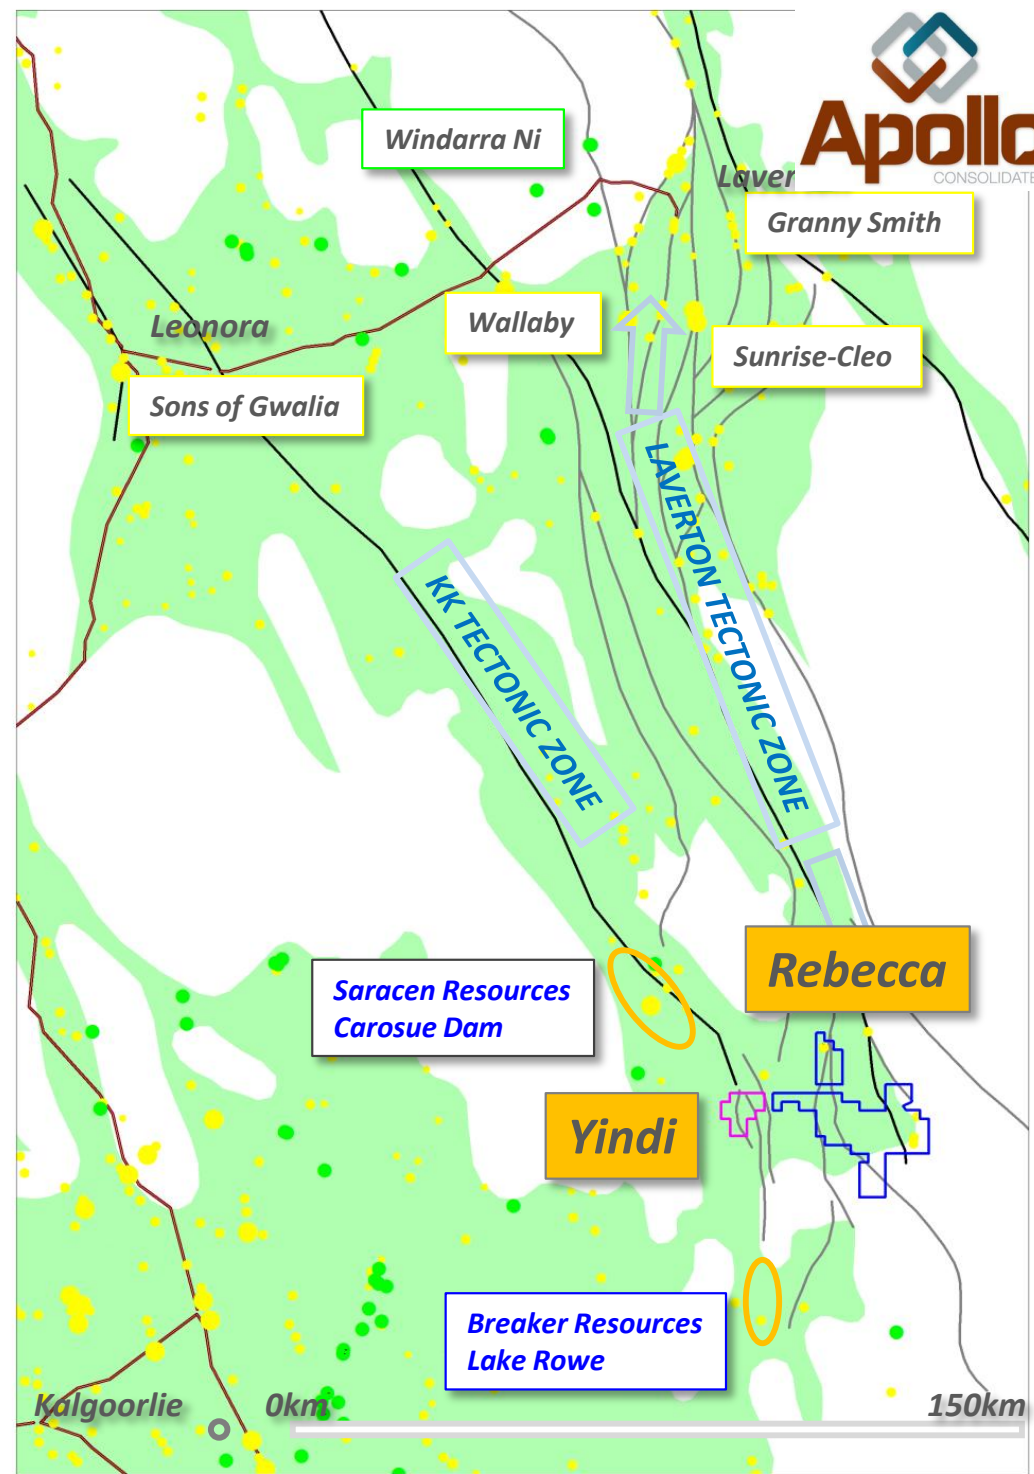 Apollo
CONSOLIDATE
Windarra Ni
Laver
Granny Smith
Wallaby
Leonora
Sunrise-Cleo
Sons of Gwalia
LAVERTON TECTONIC ZONE
KK TECTONIC ZONE
Rebecca
Saracen Resources
Carosue Dam
Yindi
Breaker Resources
Lake Rowe
Kalgoorlie
0km
150km